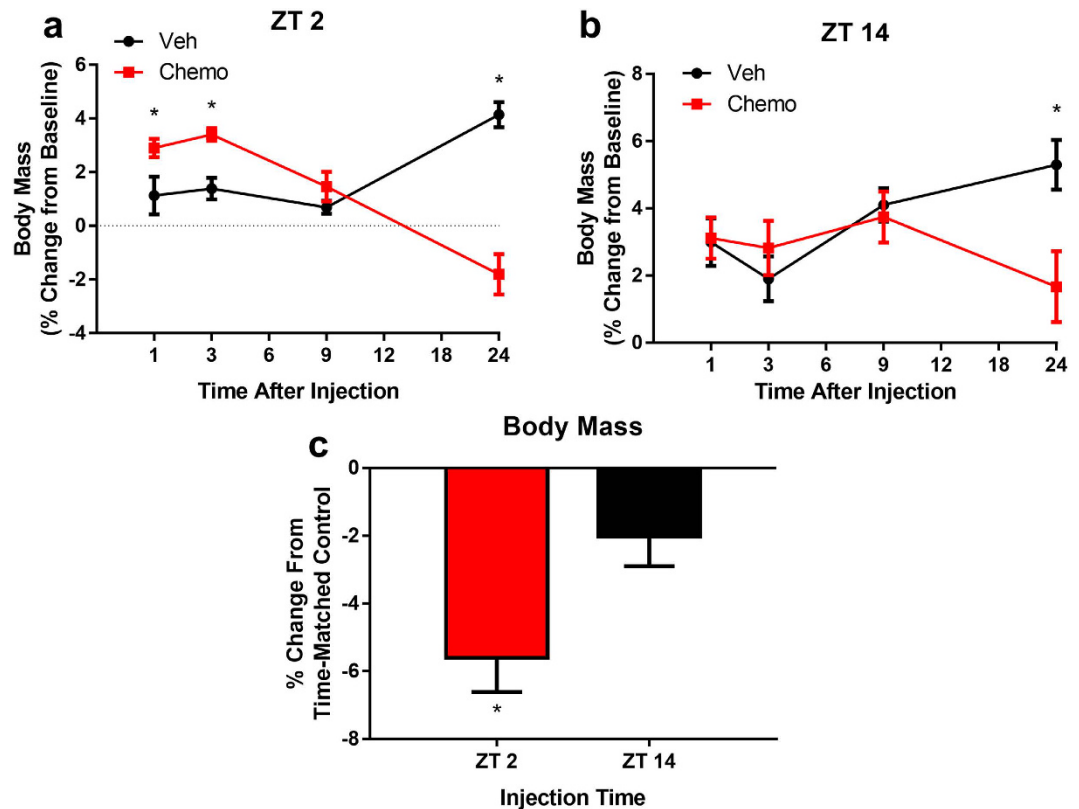 a
ZT 2
Veh
Chemo
Body Mass
(% Change from Baseline)
6
4
2
0
-2
-4
*
*
*
1 3 6 9 12 18 24
Time After Injection
b
ZT 14
Veh
Chemo
Body Mass
(% Change from Baseline)
8
6
4
2
0
*
1 3 6 9 12 18 24
Time After Injection
c
Body Mass
% Change From
Time-Matched Control
0
-2
-4
-6
-8
*
ZT 2 ZT 14
Injection Time